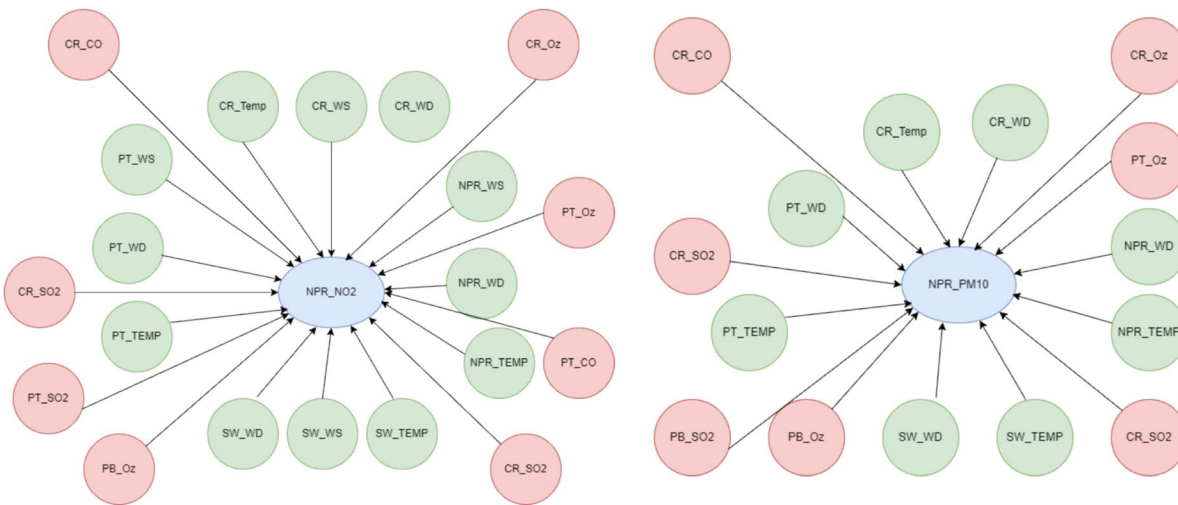 CR_CO
CR_Oz
CR_Temp
CR_WS
CR_WD
PT_WS
NPR_WS
PT_Oz
PT_WD
NPR_WD
CR_SO2
NPR_NO2
PT_TEMP
NPR_TEMP
PT_CO
PT_SO2
SW_WD
SW_WS
SW_TEMP
PB_Oz
CR_SO2
CR_CO
CR_Oz
CR_Temp
CR_WD
PT_Oz
PT_WD
NPR_WD
CR_SO2
NPR_PM10
PT_TEMP
NPR_TEMP
PB_SO2
PB_Oz
SW_WD
SW_TEMP
CR_SO2